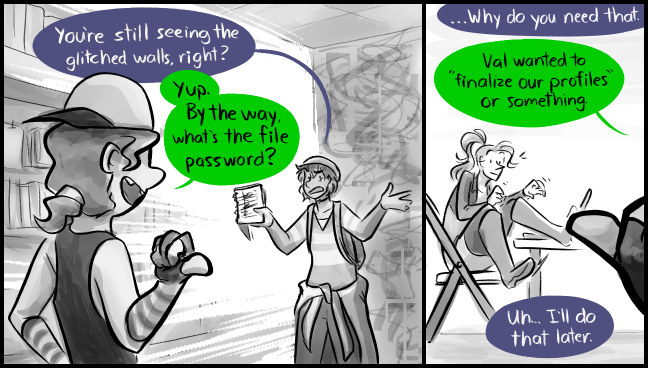 You're still seeing the
glitched walls, right?
Yup.
By the way,
what's the file
password?
...Why do you need that.
Val wanted to
"finalize our profiles"
or something.
Uh... I'll do
that later.